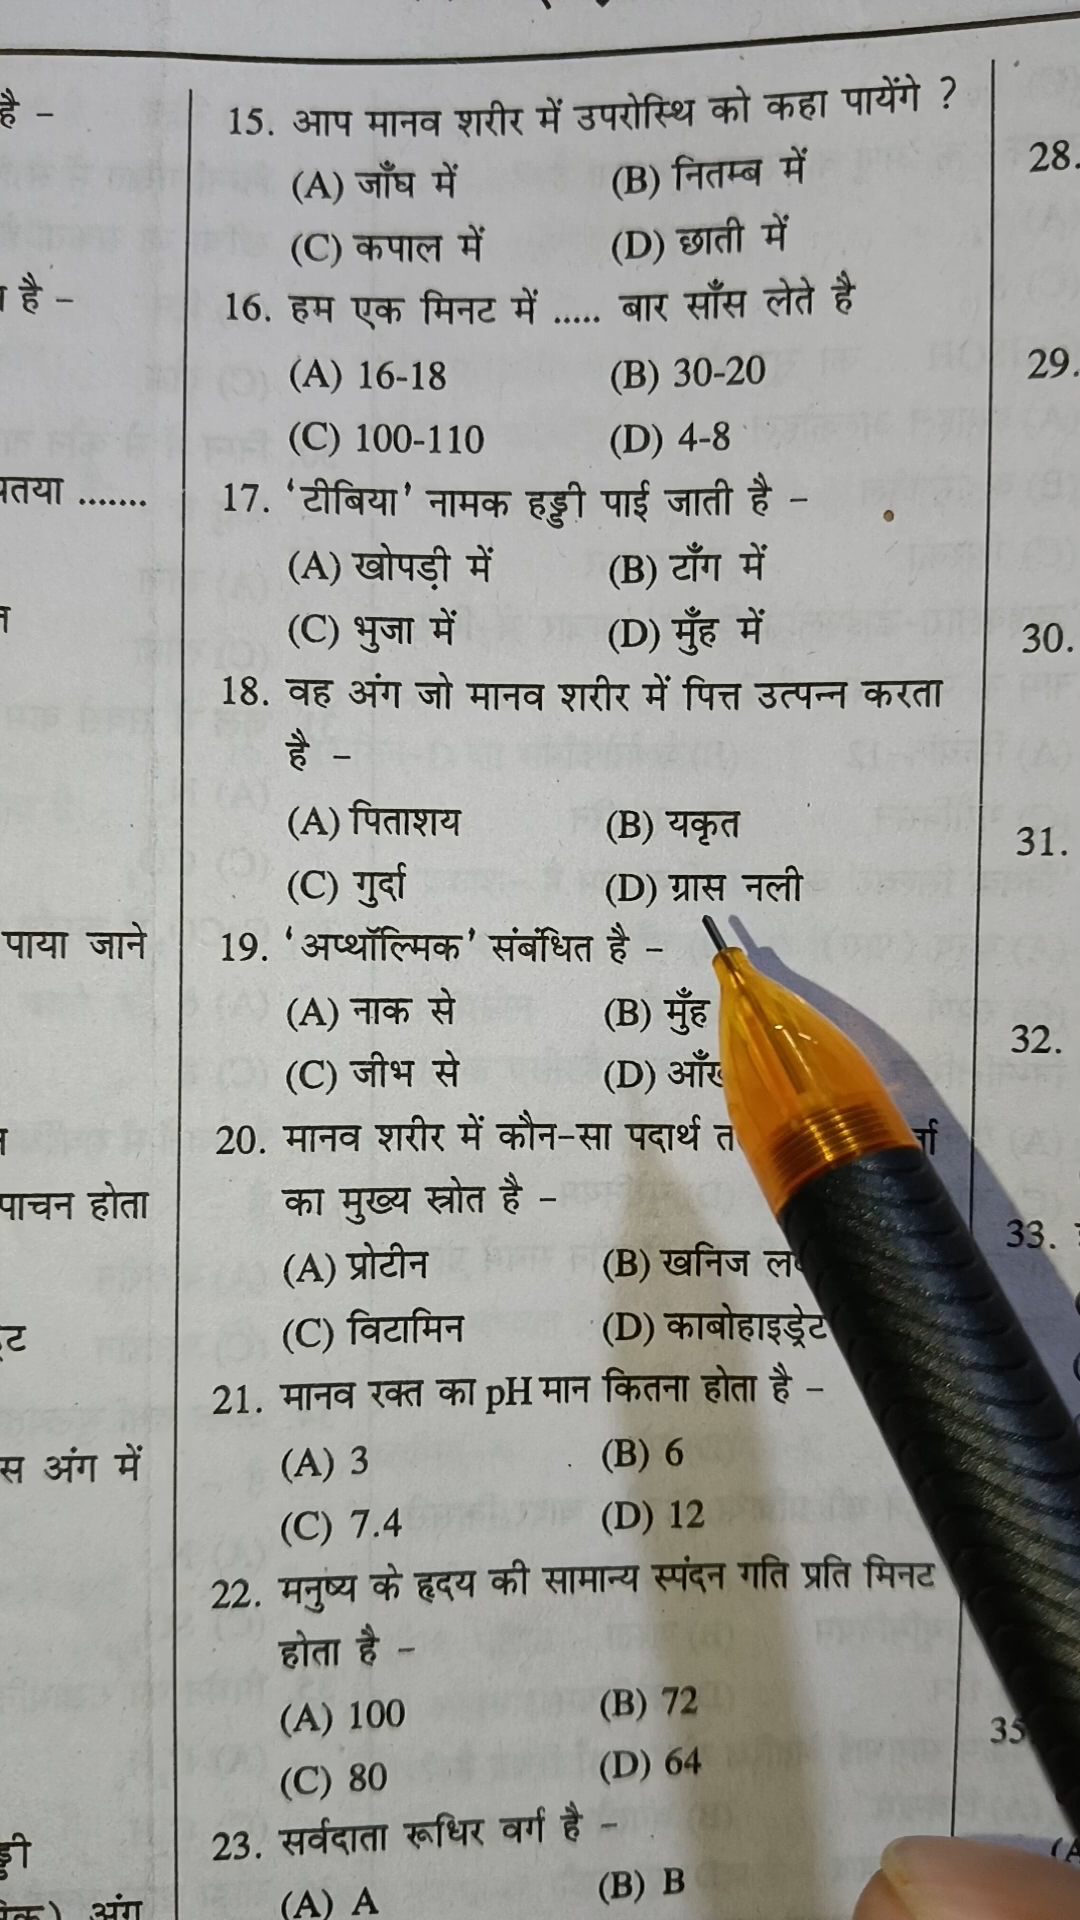 है –
है –
यतया .......
पाया जाने
पाचन होता
स अंग में
अंग
15. आप मानव शरीर में उपरोस्थि को कहा पायेंगे ?
(A) जाँघ में (B) नितम्ब में
(C) कपाल में (D) छाती में
16. हम एक मिनट में ..... बार साँस लेते है
(A) 16-18 (B) 30-20
(C) 100-110 (D) 4-8
17. ‘टीबिया’ नामक हड्डी पाई जाती है –
(A) खोपड़ी में (B) टाँग में
(C) भुजा में (D) मुँह में
18. वह अंग जो मानव शरीर में पित्त उत्पन्न करता
है –
(A) पिताशय (B) यकृत
(C) गुर्दा (D) ग्रास नली
19. ‘अप्थॉल्मिक’ संबंधित है –
(A) नाक से (B) मुँह
(C) जीभ से (D)
20. मानव शरीर में कौन-सा पदार्थ
का मुख्य स्रोत है –
(A) प्रोटीन (B) खनिज
(C) विटामिन (D) काबोहाइड्रेट
21. मानव रक्त का pH मान कितना होता है –
(A) 3 (B) 6
(C) 7.4 (D) 12
22. मनुष्य के हृदय की सामान्य स्पंदन गति प्रति मिनट
होता है –
(A) 100 (B) 72
(C) 80 (D) 64
23. सर्वदाता रूधिर वर्ग है –
(A) A (B) B
28.
29.
30.
31.
32.
33.
35